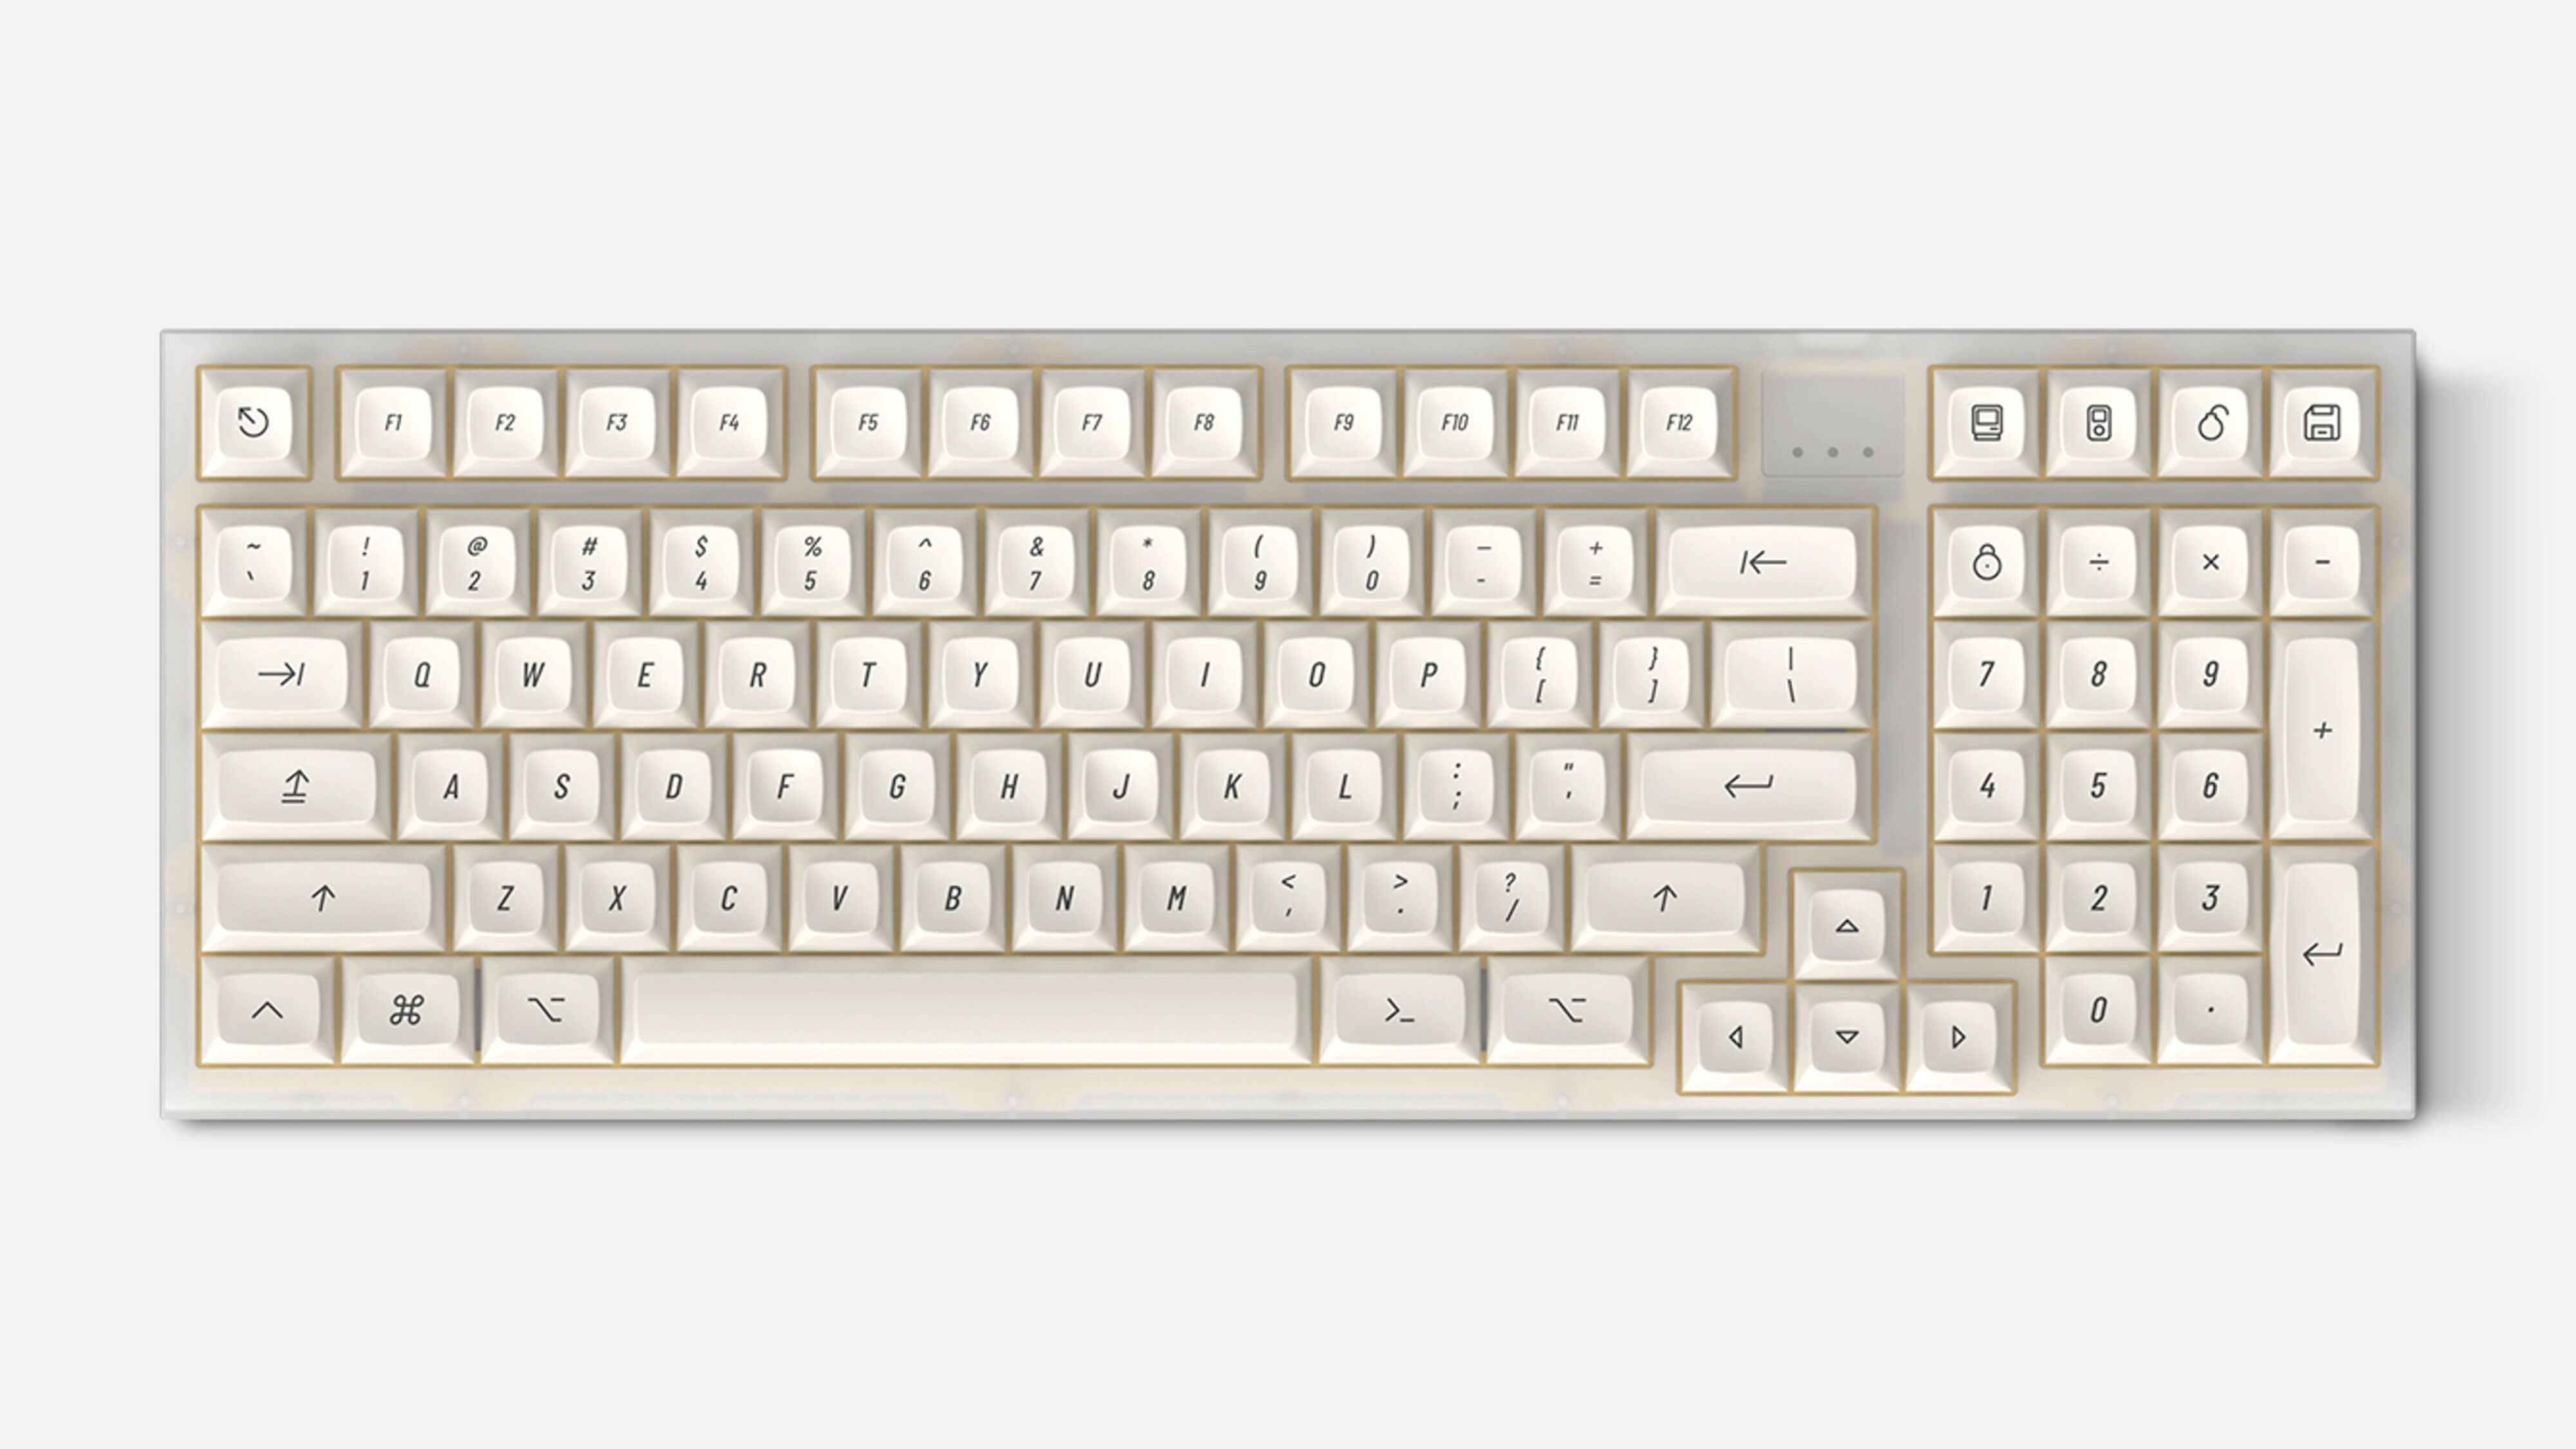 F1 F2 F3 F4 F5 F6 F7 F8 F9 F10 F11 F12
~ ! @ # $ % ^ & * ( ) — +
` 1 2 3 4 5 6 7 8 9 0 - = ÷ × −
Q W E R T Y U I O P { } |
[ ] \
7 8 9
+
A S D F G H J K L : "
; '
4 5 6
Z X C V B N M < > ?
, . /
1 2 3
>_
0 .